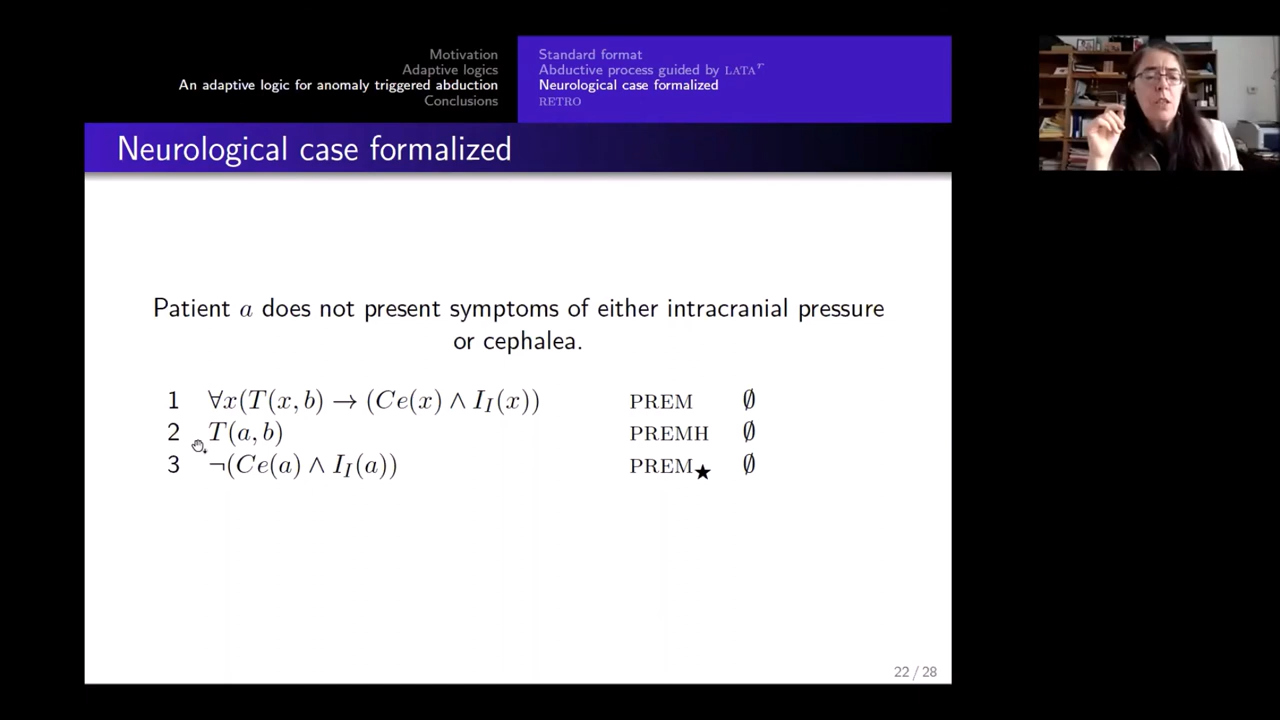 Motivation
Adaptive logics
An adaptive logic for anomaly triggered abduction
Conclusions
Standard format
Abductive process guided by LATAʳ
Neurological case formalized
RETRO
Neurological case formalized
Patient a does not present symptoms of either intracranial pressure
or cephalea.
1 ∀x(T(x, b) → (Ce(x) ∧ I_I(x)) PREM ∅
2 T(a, b) PREMH ∅
3 ¬(Ce(a) ∧ I_I(a)) PREM★ ∅
22 / 28